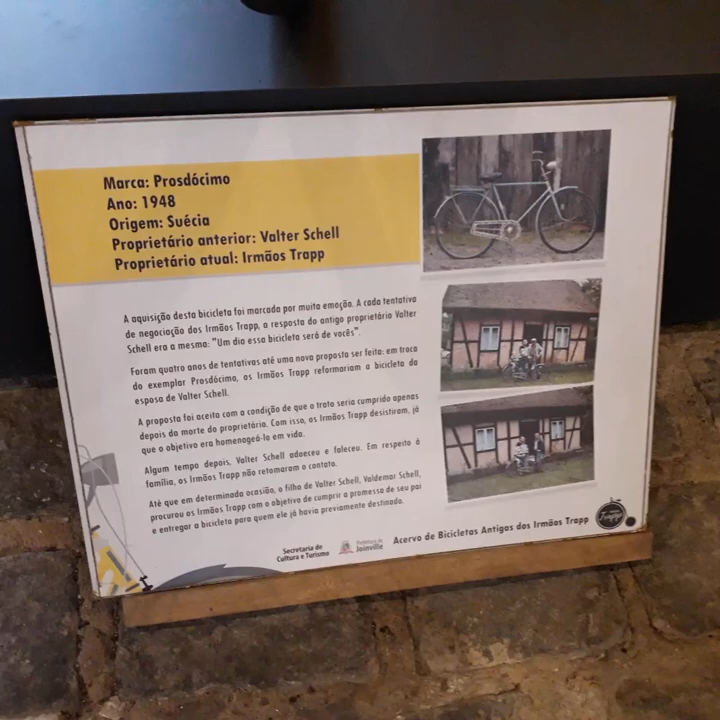 Marca: Prosdócimo
Ano: 1948
Origem: Suécia
Proprietário anterior: Valter Schell
Proprietário atual: Irmãos Trapp
A aquisição desta bicicleta foi marcada por muita emoção. A cada tentativa
de negociação dos Irmãos Trapp, a resposta do antigo proprietário Valter
Schell era a mesma: "Um dia essa bicicleta será de vocês".
Foram quatro anos de tentativas até uma nova proposta ser feita: em troca
do exemplar Prosdócimo, os Irmãos Trapp reformariam a bicicleta da
esposa de Valter Schell.
A proposta foi aceita com a condição de que o trato seria cumprido apenas
depois da morte do proprietário. Com isso, os Irmãos Trapp desistiram, já
que o objetivo era homenageá-lo em vida.
Algum tempo depois, Valter Schell adoeceu e faleceu. Em respeito à
família, os Irmãos Trapp não retomaram o contato.
Até que em determinada ocasião, o filho de Valter Schell, Valdemar Schell,
procurou os Irmãos Trapp com o objetivo de cumprir a promessa de seu pai
e entregar a bicicleta para quem ele já havia previamente destinado.
Secretaria de
Cultura e Turismo
Prefeitura de
Joinville
Acervo de Bicicletas Antigas dos Irmãos Trapp